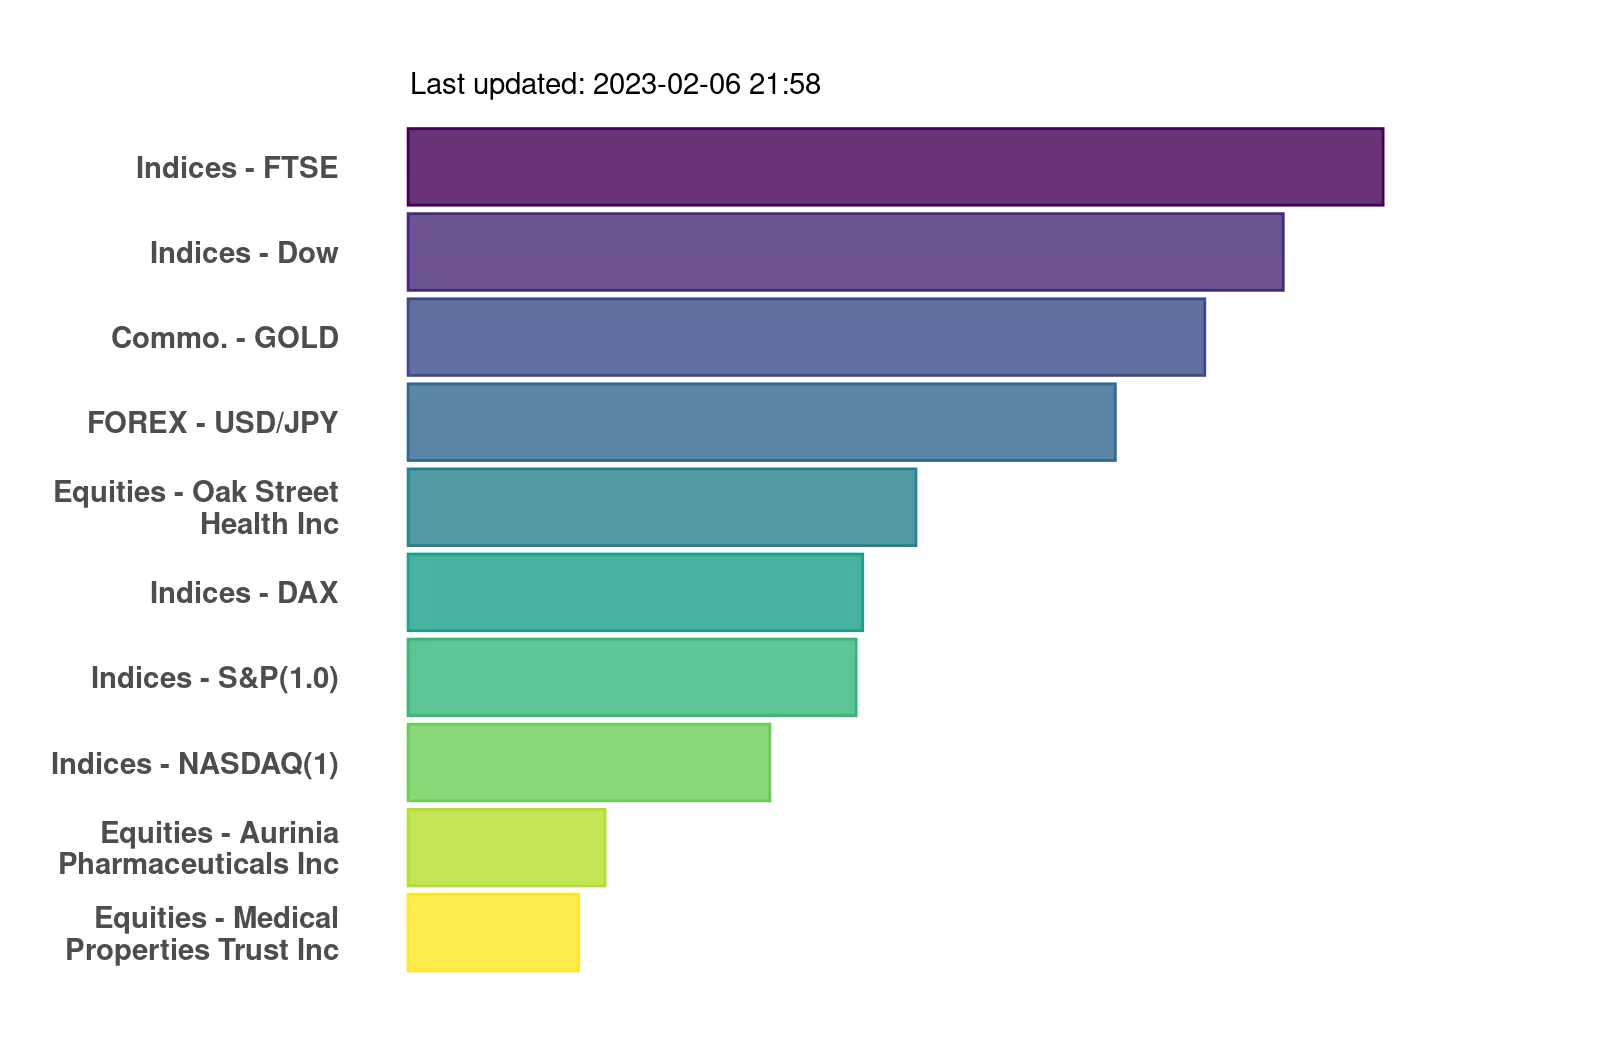 Last updated: 2023-02-06 21:58
Indices - FTSE
Indices - Dow
Commo. - GOLD
FOREX - USD/JPY
Equities - Oak Street
Health Inc
Indices - DAX
Indices - S&P(1.0)
Indices - NASDAQ(1)
Equities - Aurinia
Pharmaceuticals Inc
Equities - Medical
Properties Trust Inc